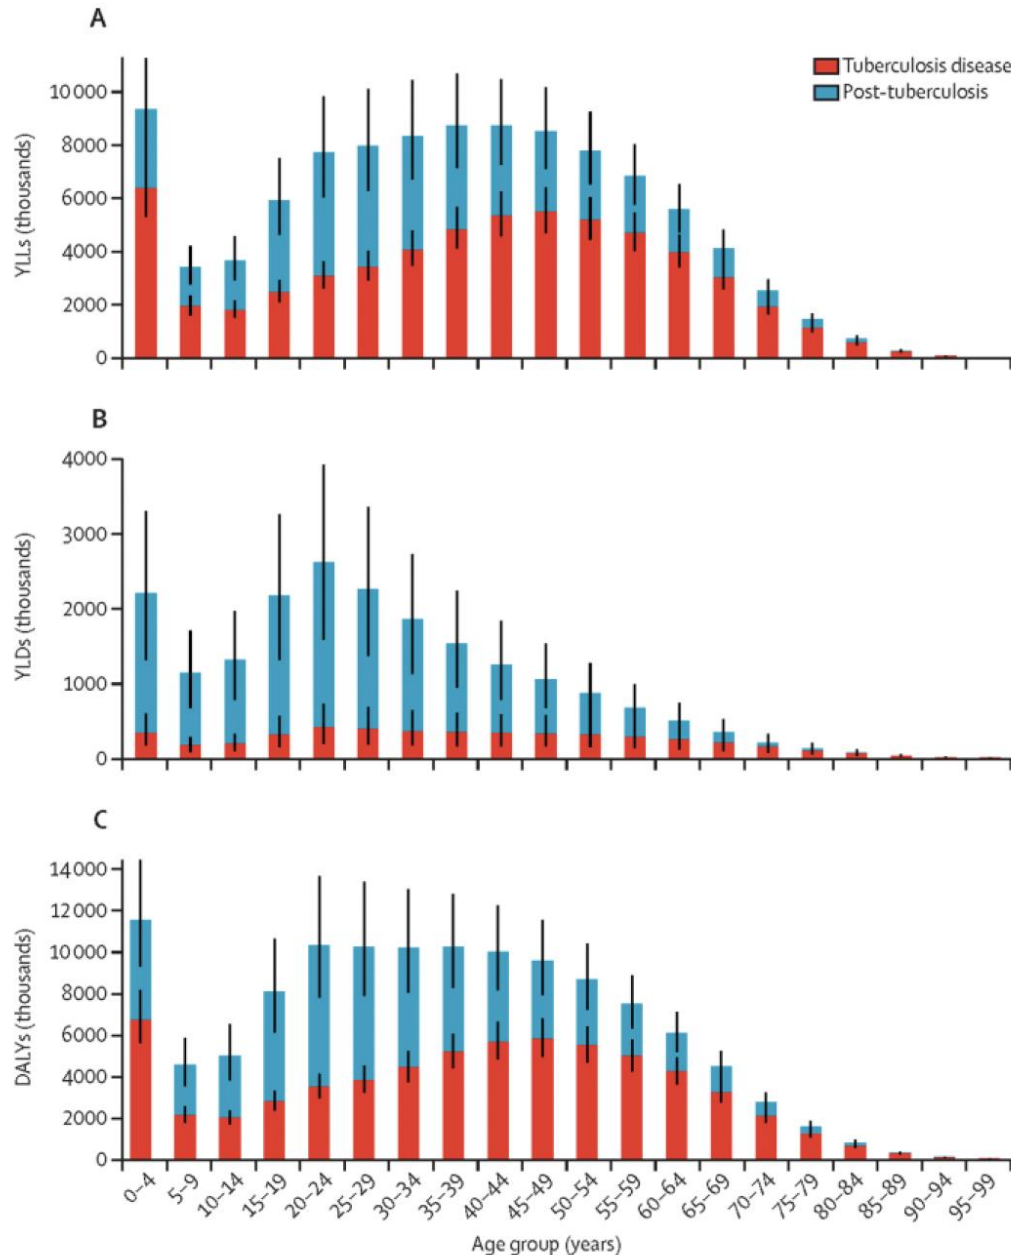 A
Tuberculosis disease
Post-tuberculosis
YLLs (thousands)
10 000
8000
6000
4000
2000
0
B
YLDs (thousands)
4000
3000
2000
1000
0
C
DALYs (thousands)
14 000
12 000
10 000
8000
6000
4000
2000
0
0–4 5–9 10–14 15–19 20–24 25–29 30–34 35–39 40–44 45–49 50–54 55–59 60–64 65–69 70–74 75–79 80–84 85–89 90–94 95–99
Age group (years)